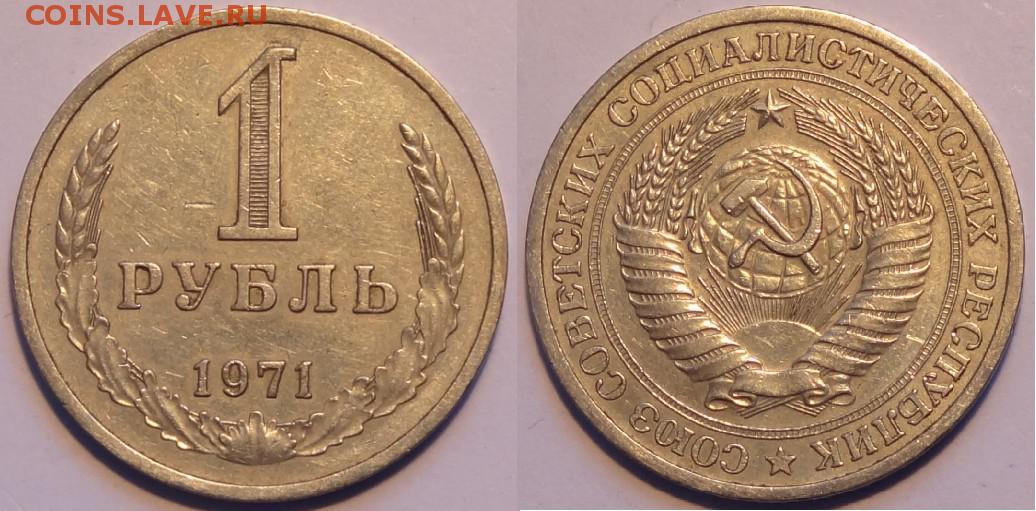 COINS.LAVE.RU
1
РУБЛЬ
1971
СОЮЗ СОВЕТСКИХ СОЦИАЛИСТИЧЕСКИХ РЕСПУБЛИК